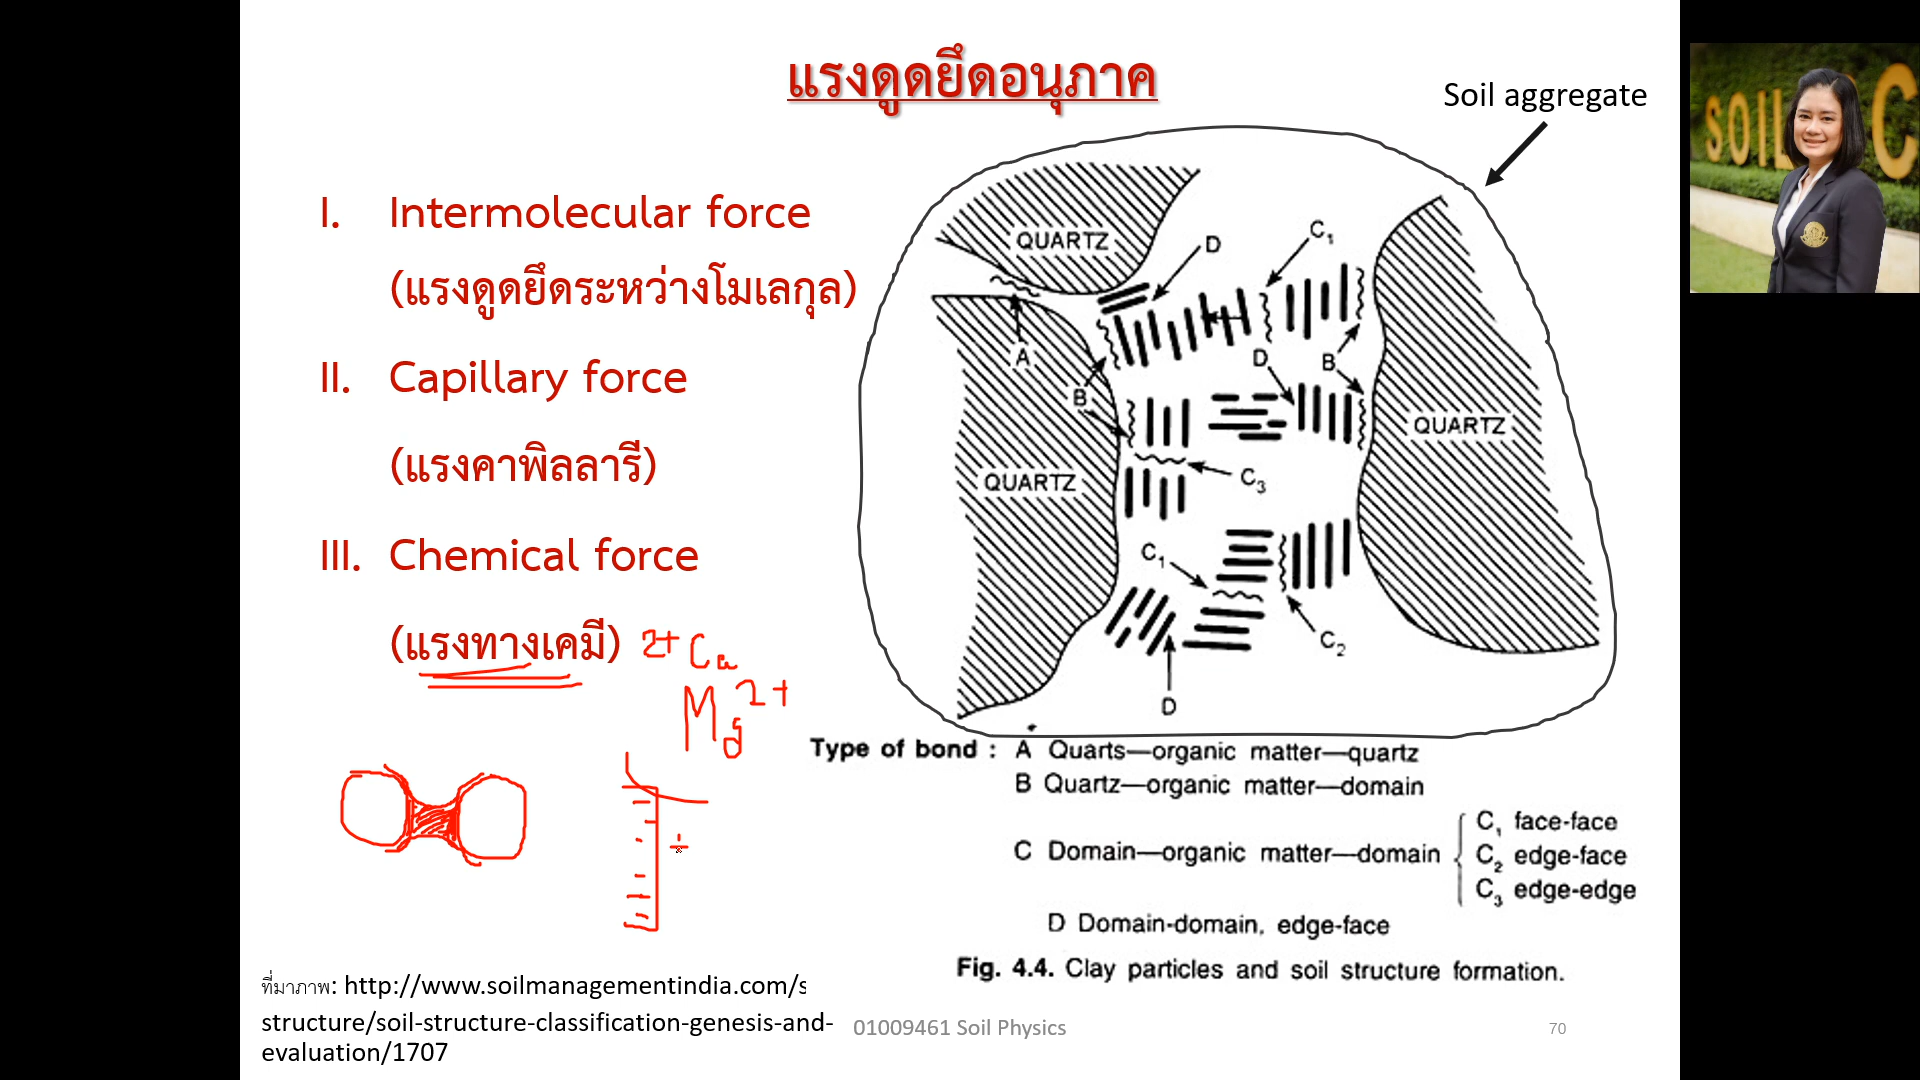 แรงดูดยึดอนุภาค
Soil aggregate
I. Intermolecular force
(แรงดูดยึดระหว่างโมเลกุล)
II. Capillary force
(แรงคาพิลลารี)
III. Chemical force
(แรงทางเคมี)
2+ Ca
Mg 2+
QUARTZ
D
C1
A
B
D
B
QUARTZ
QUARTZ
C3
C1
C2
D
Type of bond : A Quarts—organic matter—quartz
B Quartz—organic matter—domain
C Domain—organic matter—domain
C1 face-face
C2 edge-face
C3 edge-edge
D Domain-domain, edge-face
Fig. 4.4. Clay particles and soil structure formation.
ที่มาภาพ: http://www.soilmanagementindia.com/s
structure/soil-structure-classification-genesis-and-
evaluation/1707
01009461 Soil Physics
70
SOIL
C